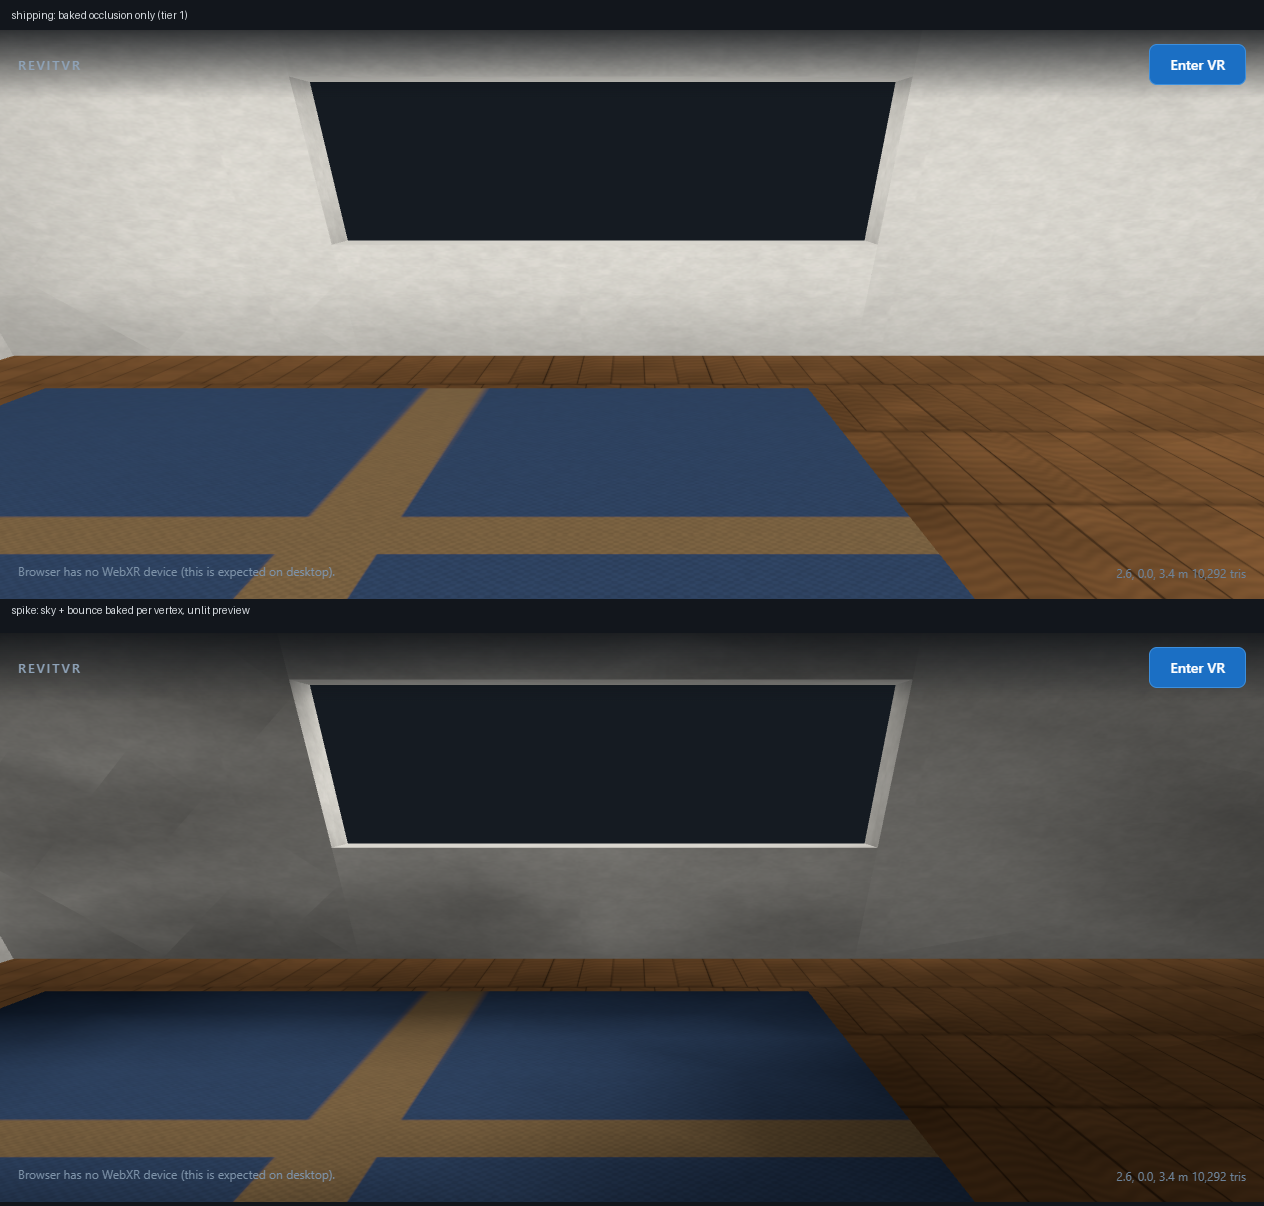 shipping: baked occlusion only (tier 1)
REVITVR
Enter VR
Browser has no WebXR device (this is expected on desktop).
2.6, 0.0, 3.4 m 10,292 tris
spike: sky + bounce baked per vertex, unlit preview
REVITVR
Enter VR
Browser has no WebXR device (this is expected on desktop).
2.6, 0.0, 3.4 m 10,292 tris